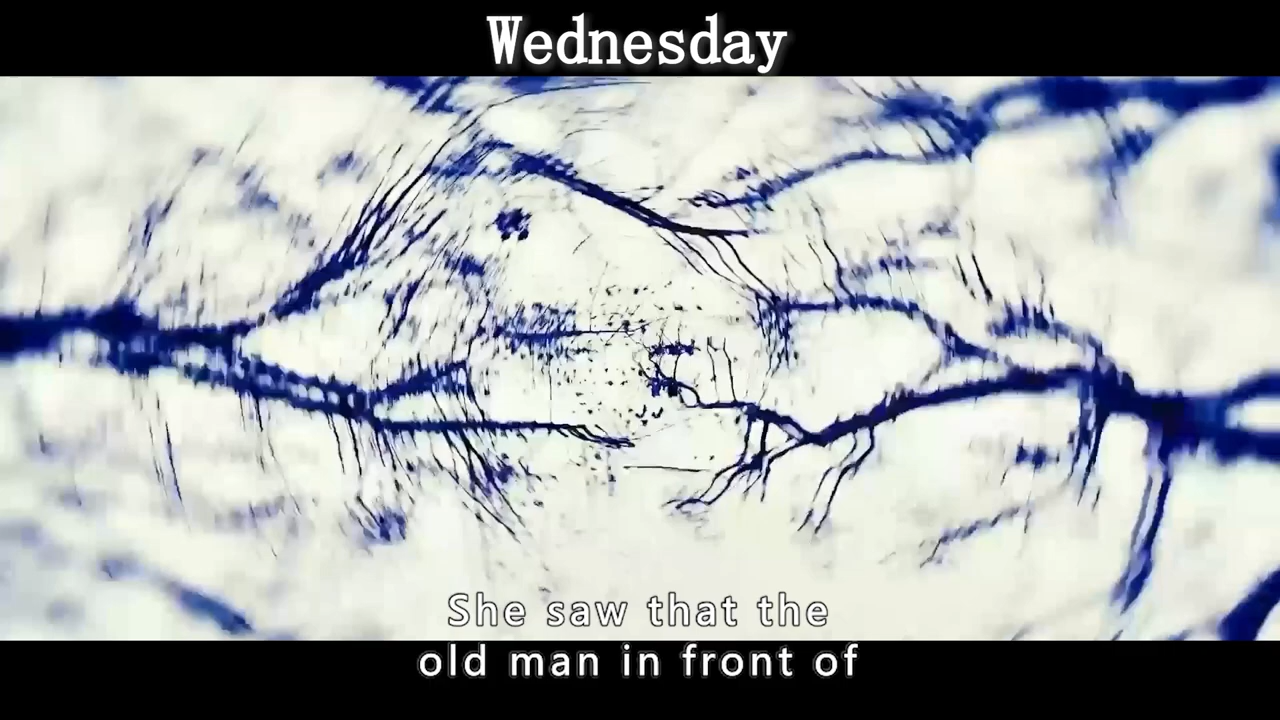 Wednesday
She saw that the
old man in front of